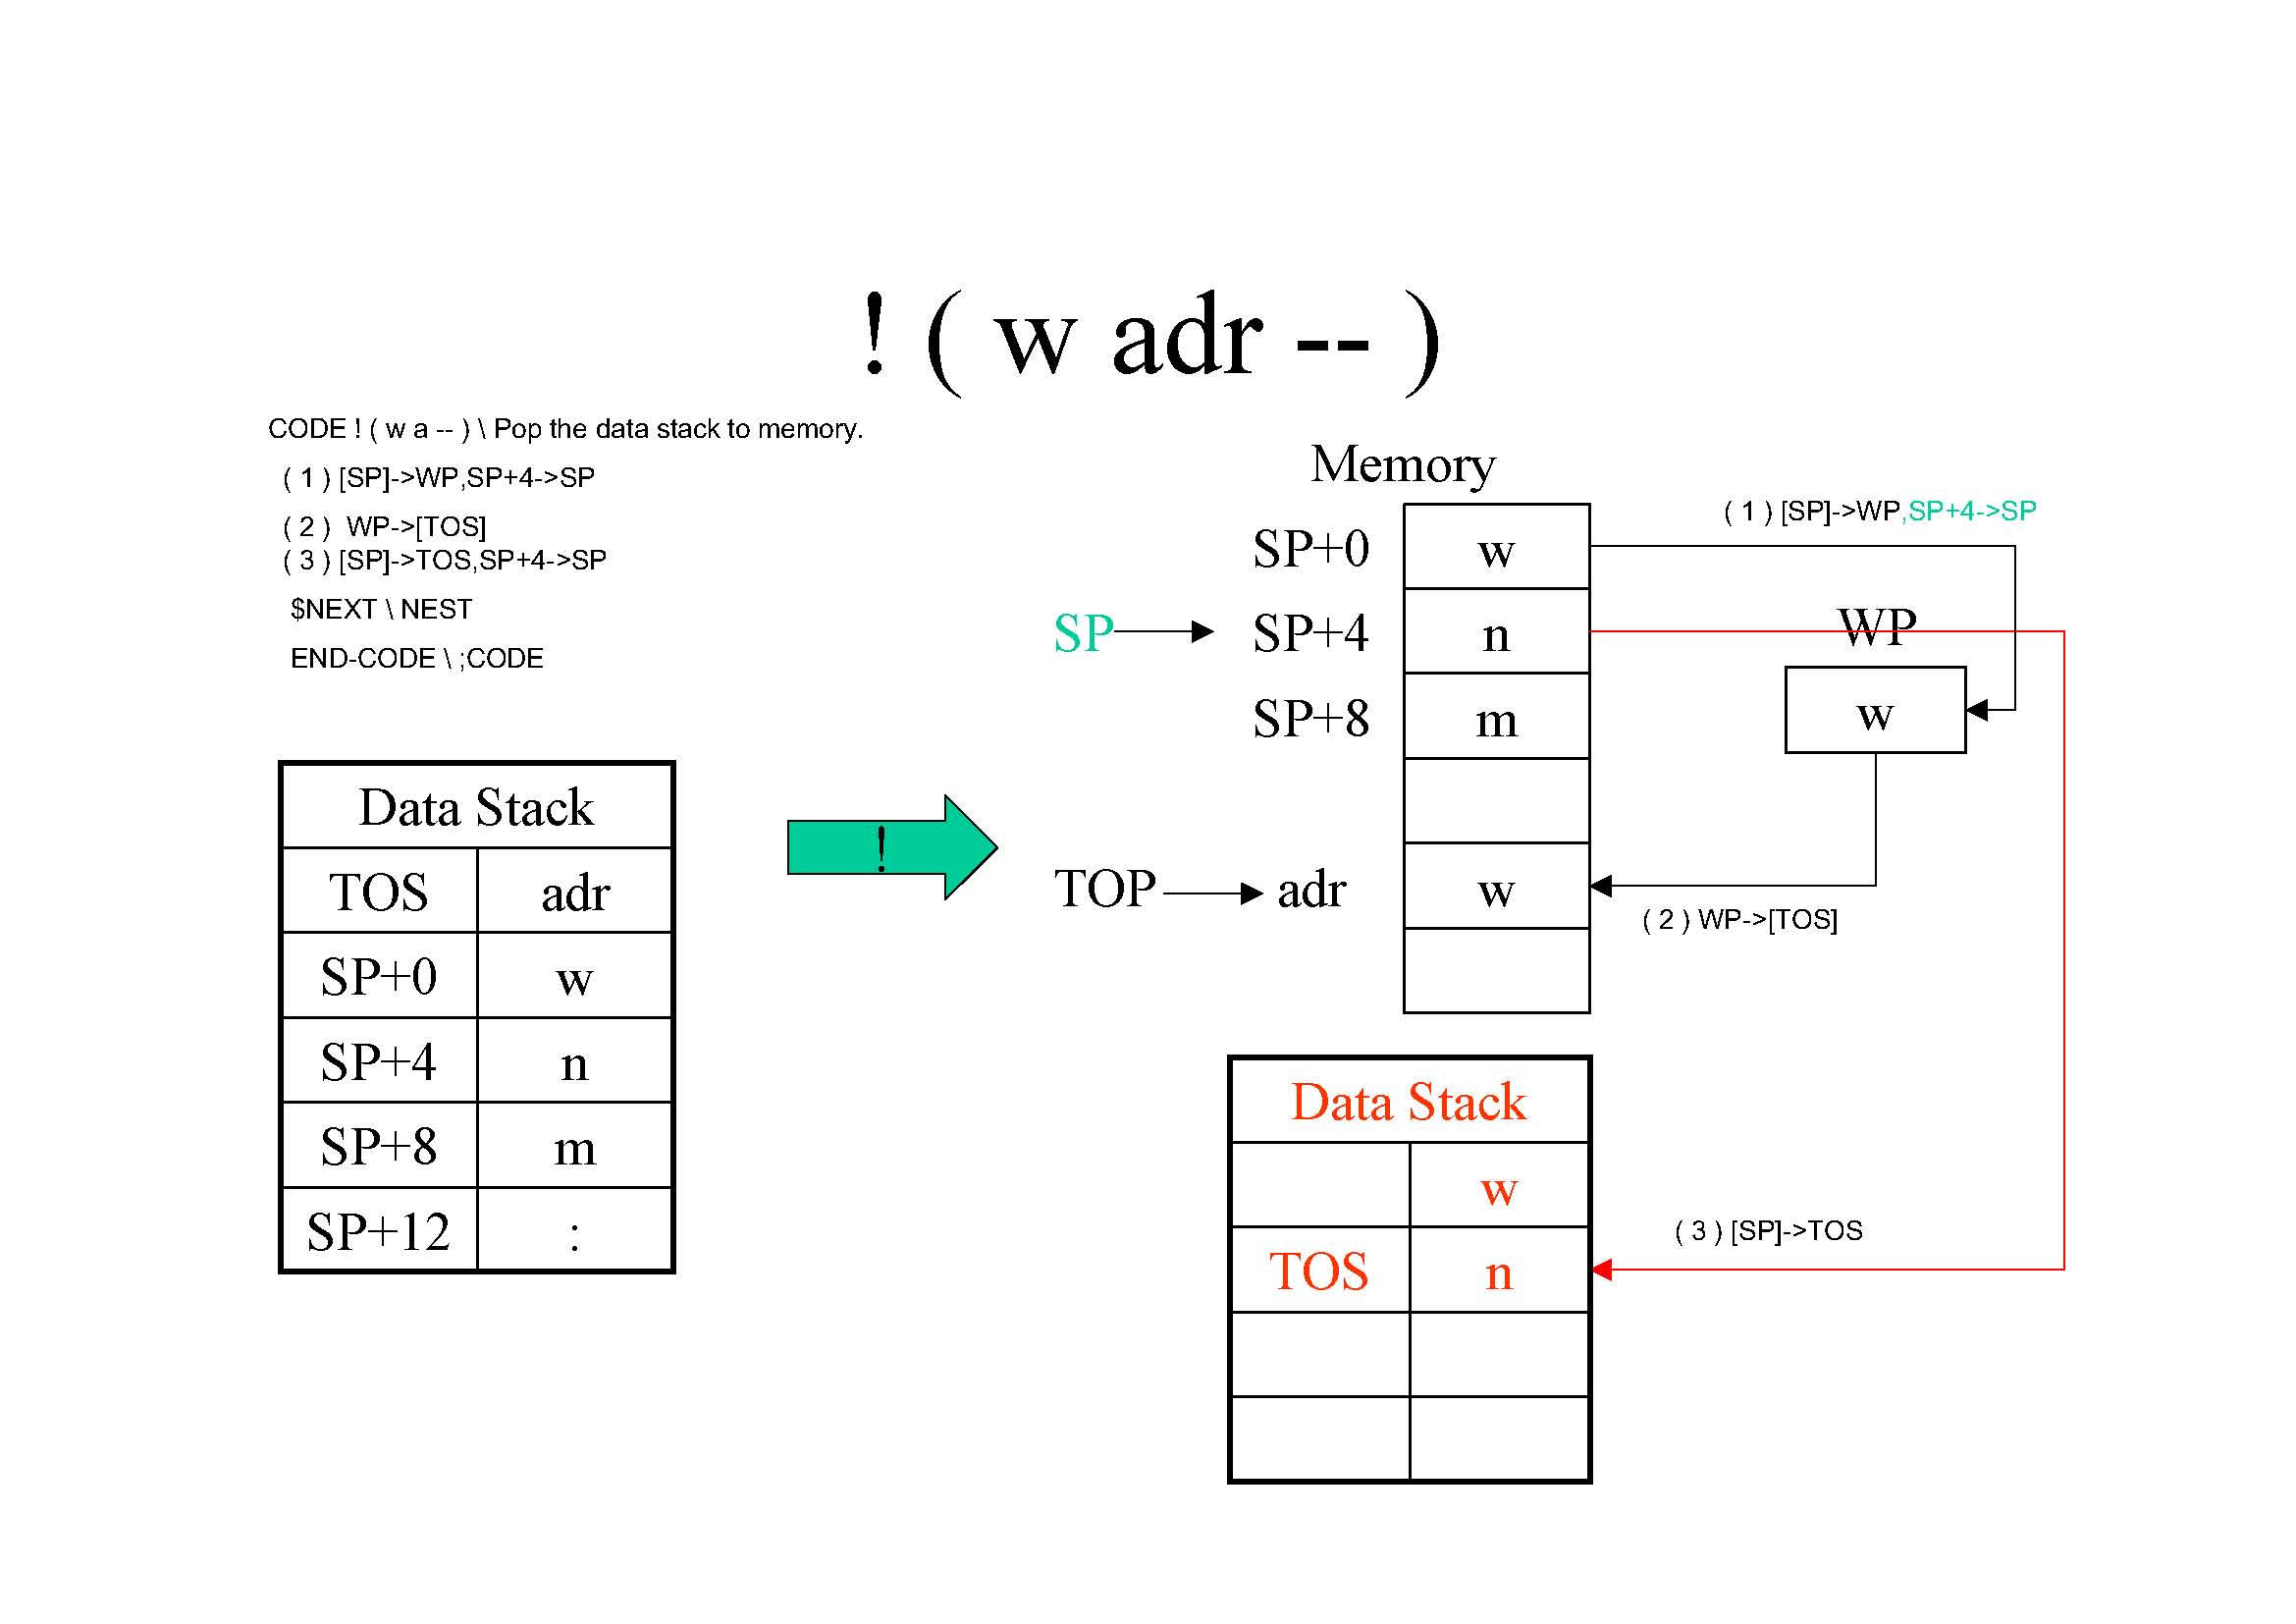 ! ( w adr -- )
CODE ! ( w a -- ) \ Pop the data stack to memory.
( 1 ) [SP]->WP,SP+4->SP
( 2 )  WP->[TOS]
( 3 ) [SP]->TOS,SP+4->SP
$NEXT \ NEST
END-CODE \ ;CODE
Data Stack
TOS adr
SP+0 w
SP+4 n
SP+8 m
SP+12 :
!
Memory
SP+0 w
SP SP+4 n
SP+8 m
TOP adr w
( 1 ) [SP]->WP,SP+4->SP
WP
w
( 2 ) WP->[TOS]
Data Stack
w
TOS n
( 3 ) [SP]->TOS